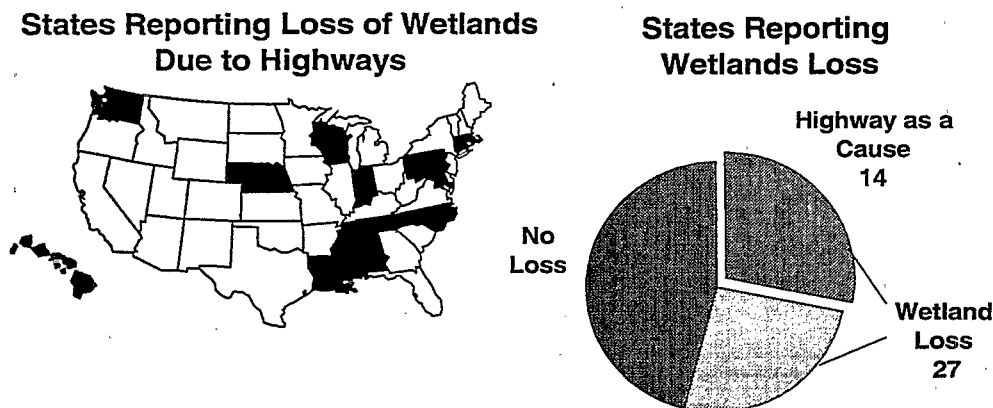 States Reporting Loss of Wetlands
Due to Highways
States Reporting
Wetlands Loss
Highway as a
Cause
14
No
Loss
Wetland
Loss
27